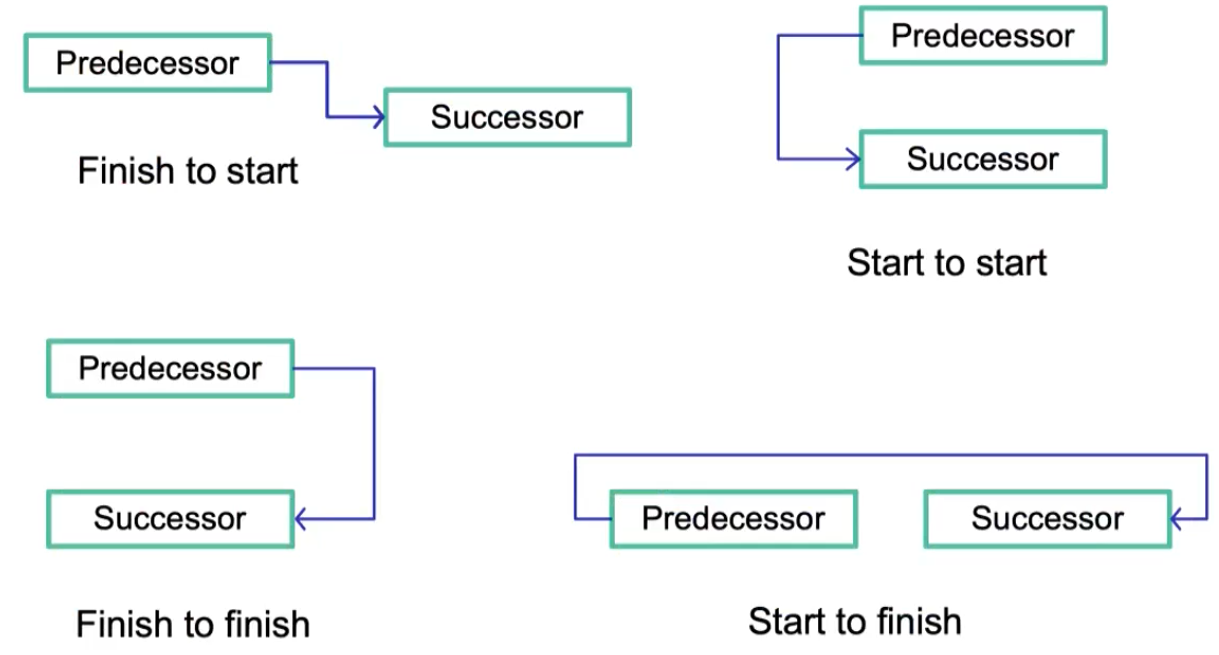 Predecessor
Successor
Finish to start
Predecessor
Successor
Start to start
Predecessor
Successor
Finish to finish
Predecessor
Successor
Start to finish